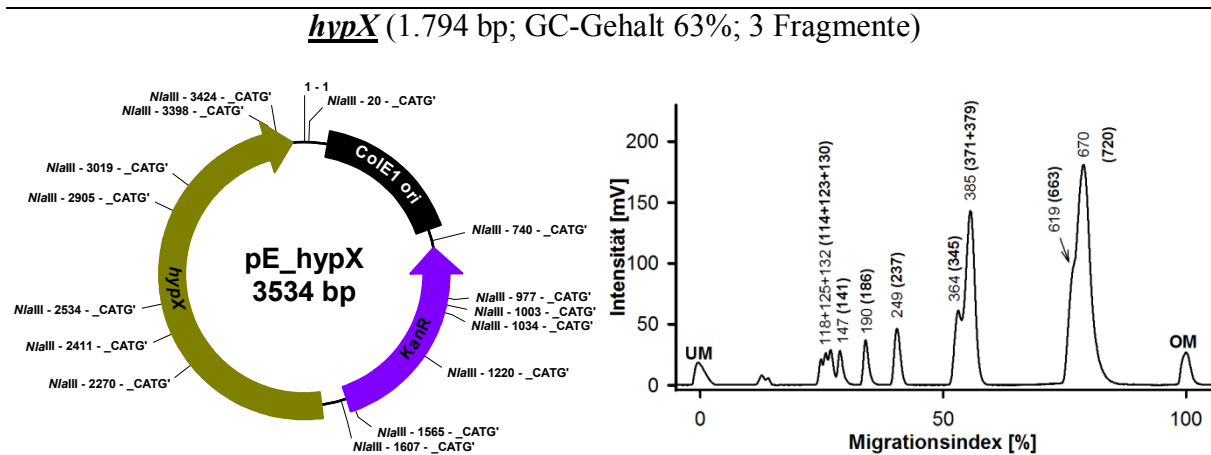 hypX (1.794 bp; GC-Gehalt 63%; 3 Fragmente)
1 - 1
NlaIII - 20 - _CATG'
NlaIII - 3424 - _CATG'
NlaIII - 3398 - _CATG'
NlaIII - 3019 - _CATG'
NlaIII - 2905 - _CATG'
NlaIII - 2534 - _CATG'
NlaIII - 2411 - _CATG'
NlaIII - 2270 - _CATG'
NlaIII - 740 - _CATG'
NlaIII - 977 - _CATG'
NlaIII - 1003 - _CATG'
NlaIII - 1034 - _CATG'
NlaIII - 1220 - _CATG'
NlaIII - 1565 - _CATG'
NlaIII - 1607 - _CATG'
ColE1 ori
KanR
hypX
pE_hypX
3534 bp
Intensität [mV]
200
150
100
50
0
UM
118+125+132 (114+123+130)
147 (141)
190 (186)
249 (237)
364 (345)
385 (371+379)
619 (663)
670
(720)
OM
0
50
100
Migrationsindex [%]